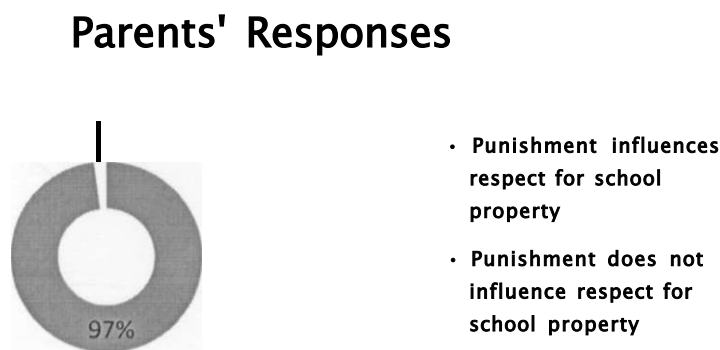 Parents' Responses
• Punishment influences
respect for school
property
• Punishment does not
influence respect for
school property
97%